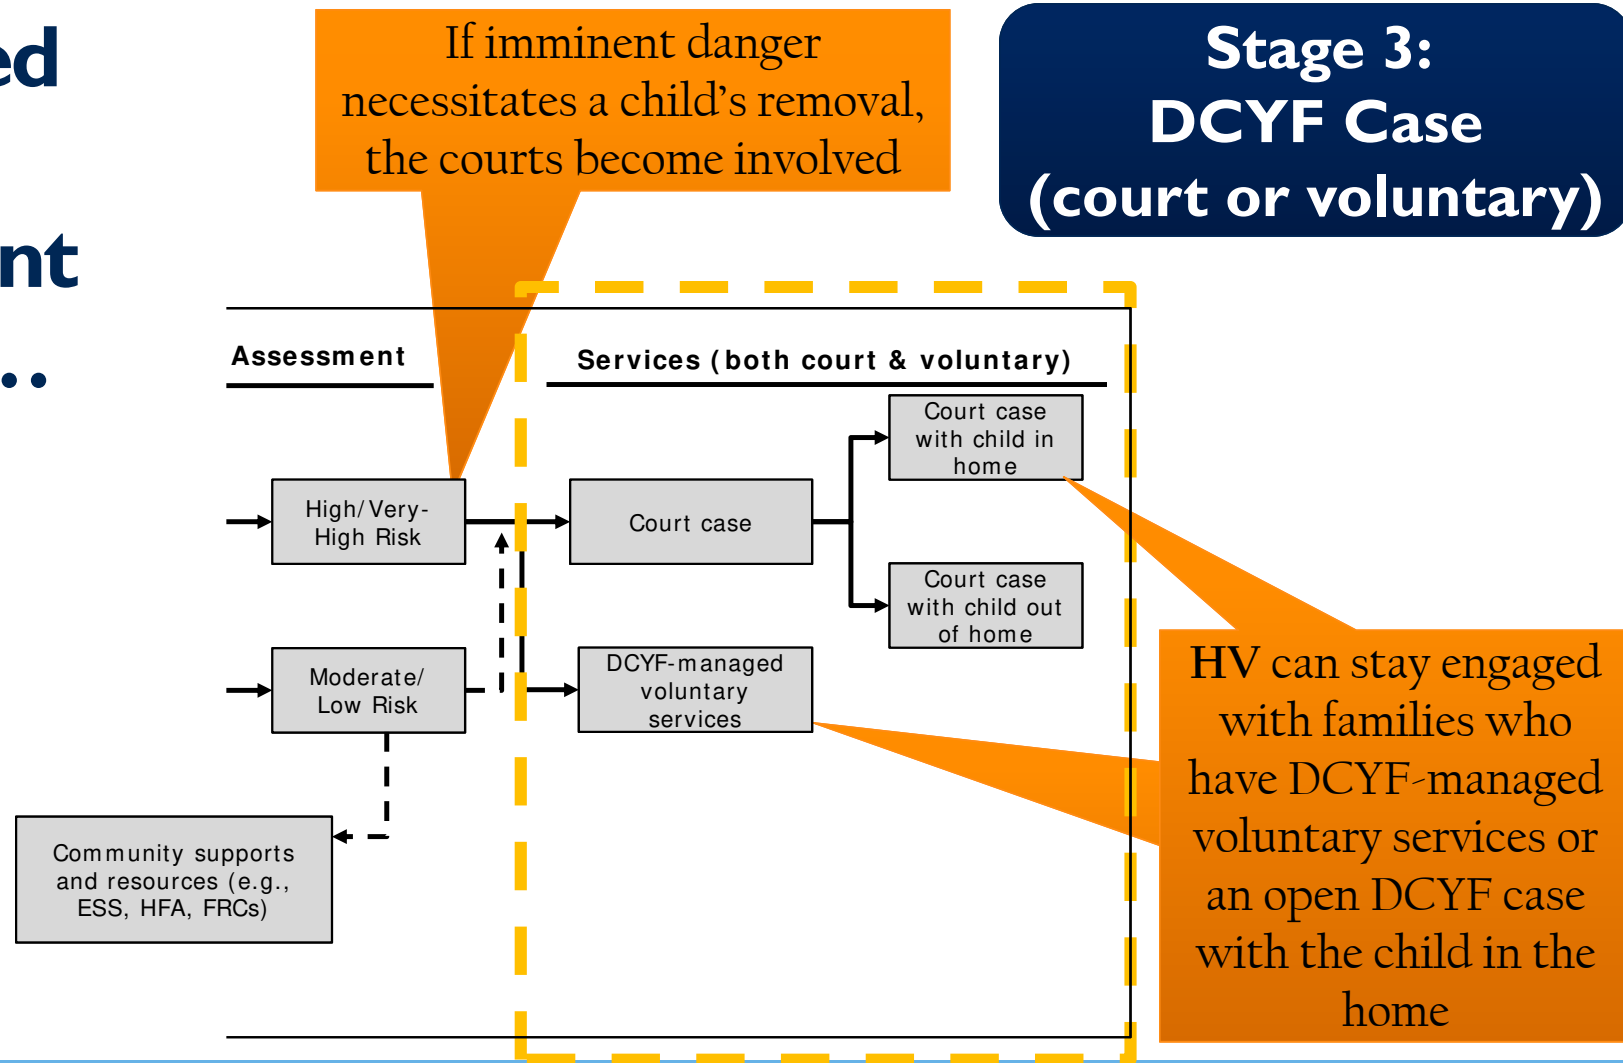 ed
nt
…
If imminent danger
necessitates a child’s removal,
the courts become involved
Stage 3:
DCYF Case
(court or voluntary)
Assessment
Services (both court & voluntary)
High/Very-
High Risk
Moderate/
Low Risk
Community supports
and resources (e.g.,
ESS, HFA, FRCs)
Court case
DCYF-managed
voluntary
services
Court case
with child in
home
Court case
with child out
of home
HV can stay engaged
with families who
have DCYF-managed
voluntary services or
an open DCYF case
with the child in the
home